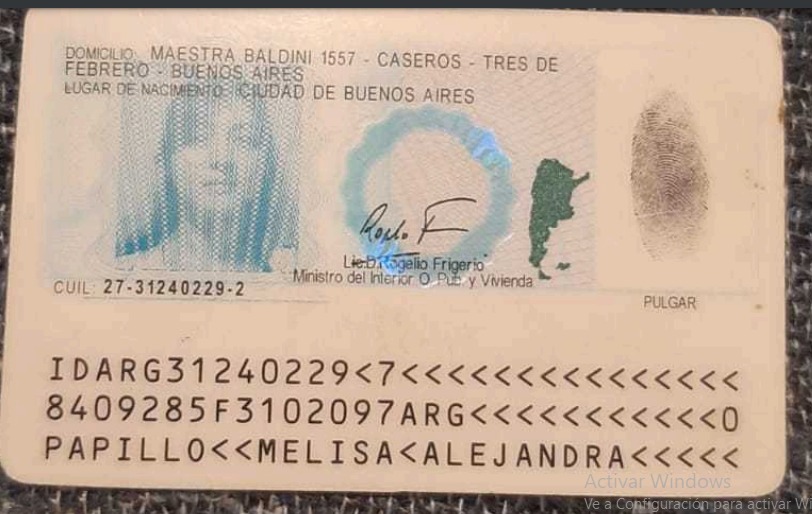 DOMICILIO: MAESTRA BALDINI 1557 - CASEROS - TRES DE
FEBRERO - BUENOS AIRES
LUGAR DE NACIMIENTO: CIUDAD DE BUENOS AIRES
Lic.D.Rogelio Frigerio
Ministro del Interior O. Pub. y Vivienda
CUIL: 27-31240229-2
PULGAR
IDARG31240229<7<<<<<<<<<<<<<<<
8409285F3102097ARG<<<<<<<<<<<0
PAPILLO<<MELISA<ALEJANDRA<<<<<
Activar Windows
Ve a Configuración para activar Wi